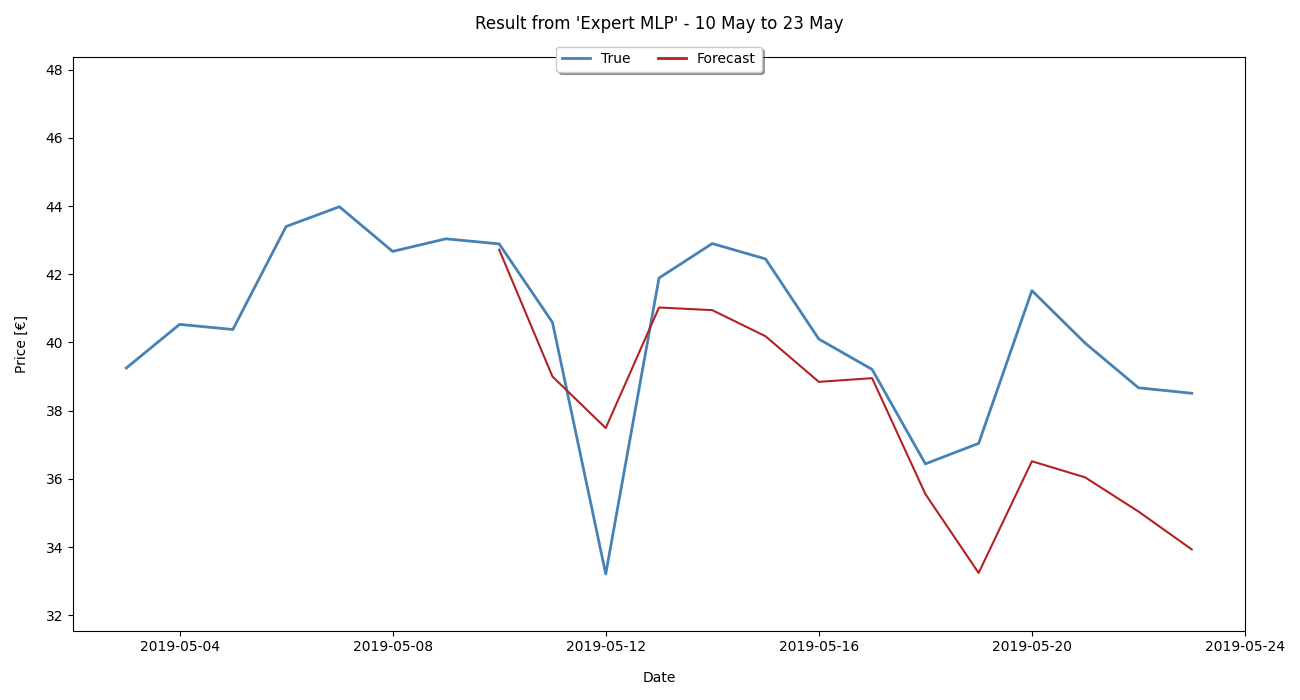 Result from 'Expert MLP' - 10 May to 23 May
True Forecast
48
46
44
42
40
38
36
34
32
Price [€]
2019-05-04 2019-05-08 2019-05-12 2019-05-16 2019-05-20 2019-05-24
Date